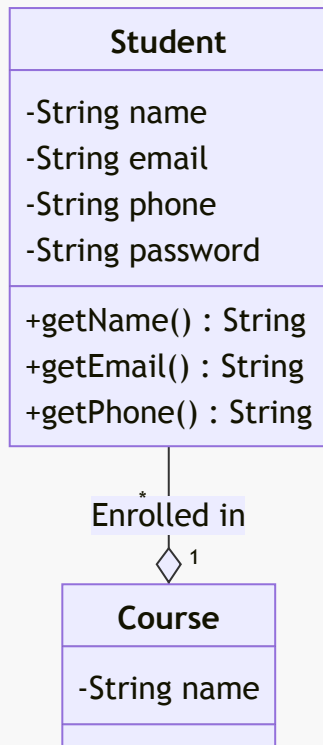 Student
-String name
-String email
-String phone
-String password
+getName() : String
+getEmail() : String
+getPhone() : String
*
Enrolled in
1
Course
-String name